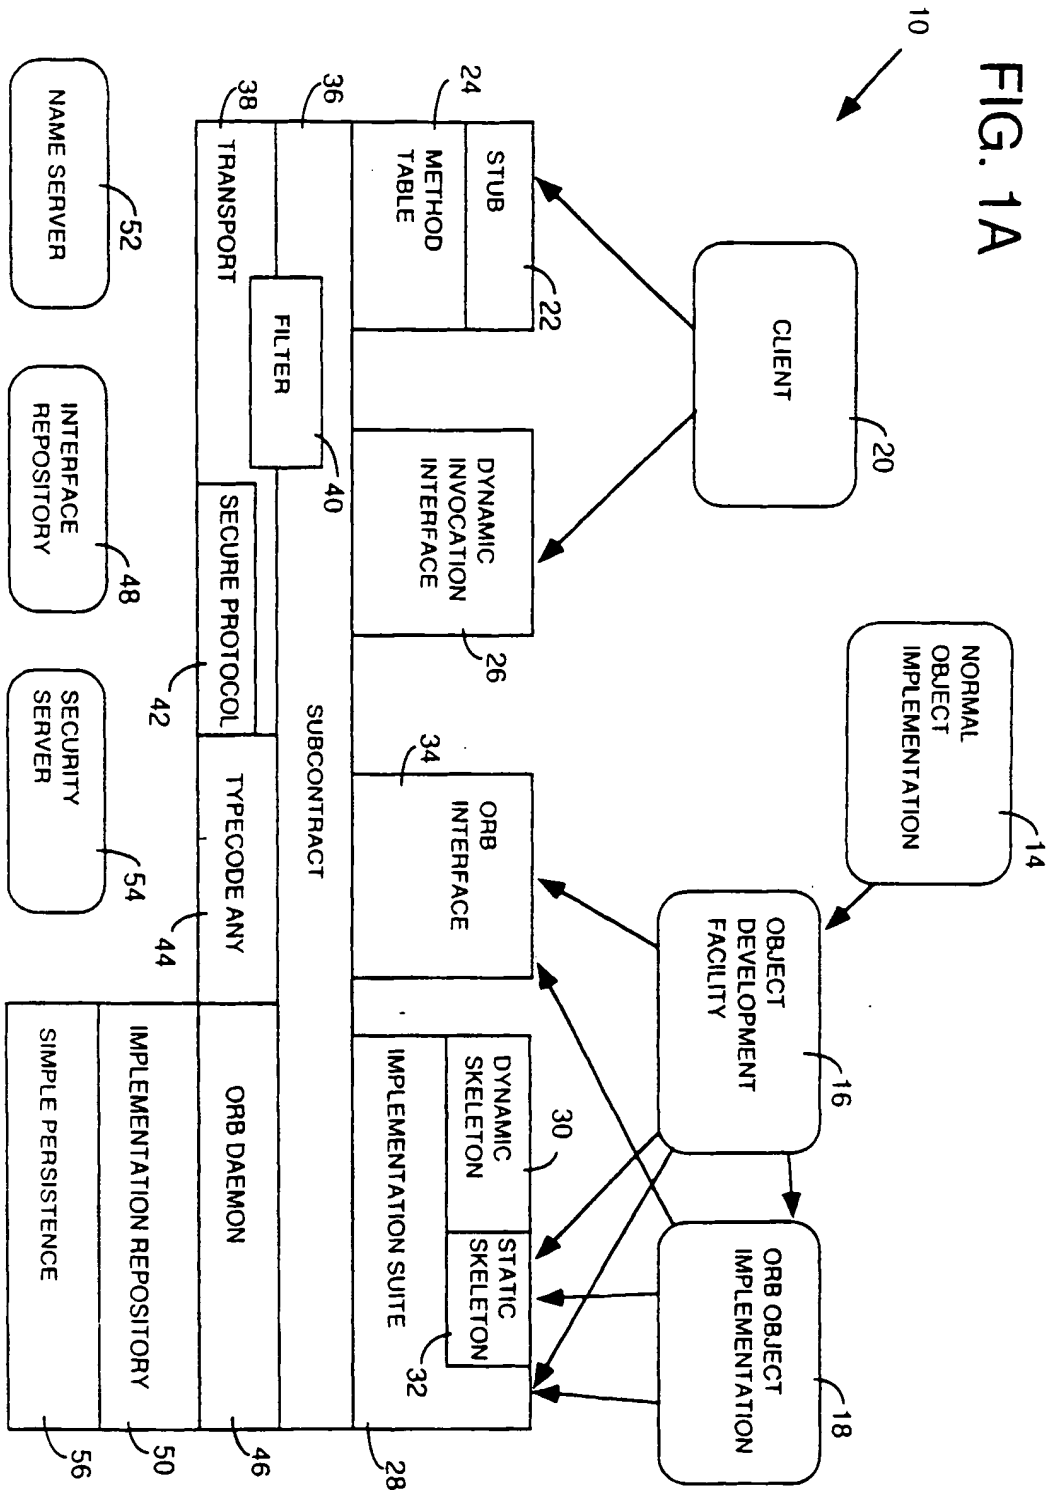 FIG. 1A
10
CLIENT
20
NORMAL
OBJECT
IMPLEMENTATION
14
OBJECT
DEVELOPMENT
FACILITY
16
ORB OBJECT
IMPLEMENTATION
18
STUB
22
METHOD
TABLE
24
DYNAMIC
INVOCATION
INTERFACE
26
ORB
INTERFACE
34
DYNAMIC
SKELETON
30
STATIC
SKELETON
32
IMPLEMENTATION SUITE
28
36
SUBCONTRACT
FILTER
40
38
TRANSPORT
SECURE PROTOCOL
42
TYPECODE ANY
44
ORB DAEMON
46
IMPLEMENTATION REPOSITORY
50
SIMPLE PERSISTENCE
56
NAME SERVER
52
INTERFACE
REPOSITORY
48
SECURITY
SERVER
54